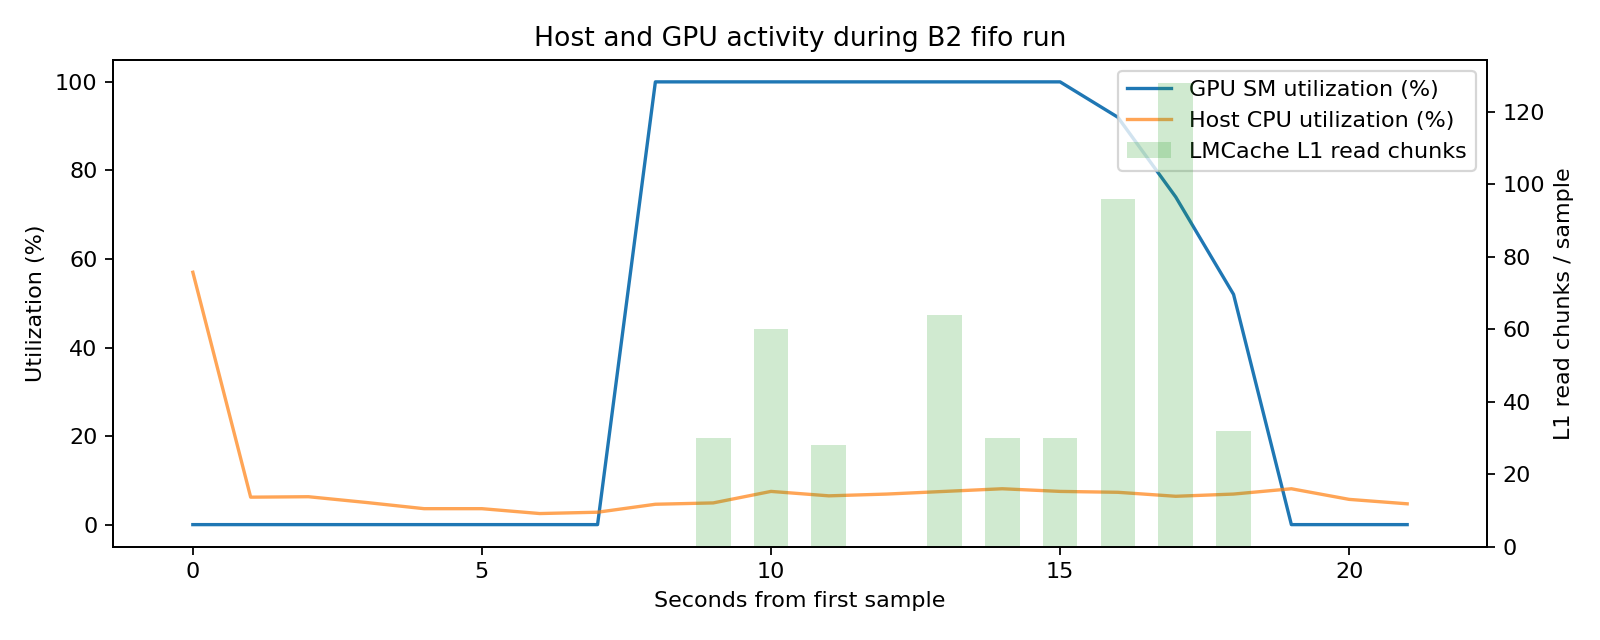 Host and GPU activity during B2 fifo run
GPU SM utilization (%)
Host CPU utilization (%)
LMCache L1 read chunks
Utilization (%)
100
80
60
40
20
0
120
100
80
60
40
20
0
L1 read chunks / sample
0 5 10 15 20
Seconds from first sample